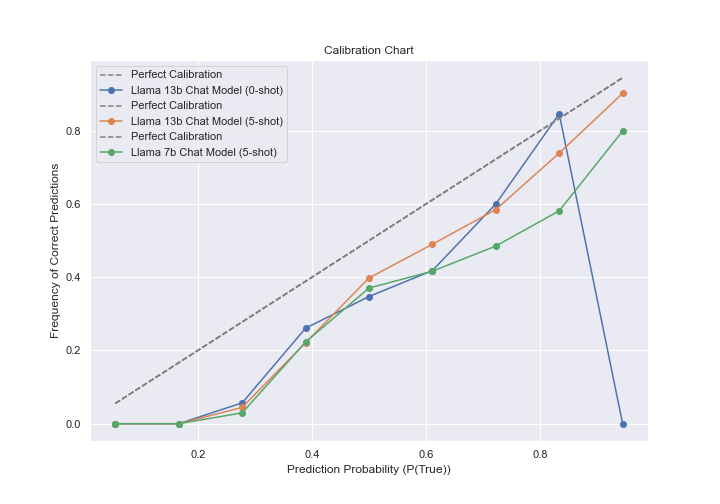 Calibration Chart
Perfect Calibration
Llama 13b Chat Model (0-shot)
Perfect Calibration
Llama 13b Chat Model (5-shot)
Perfect Calibration
Llama 7b Chat Model (5-shot)
Frequency of Correct Predictions
0.8
0.6
0.4
0.2
0.0
0.2 0.4 0.6 0.8
Prediction Probability (P(True))